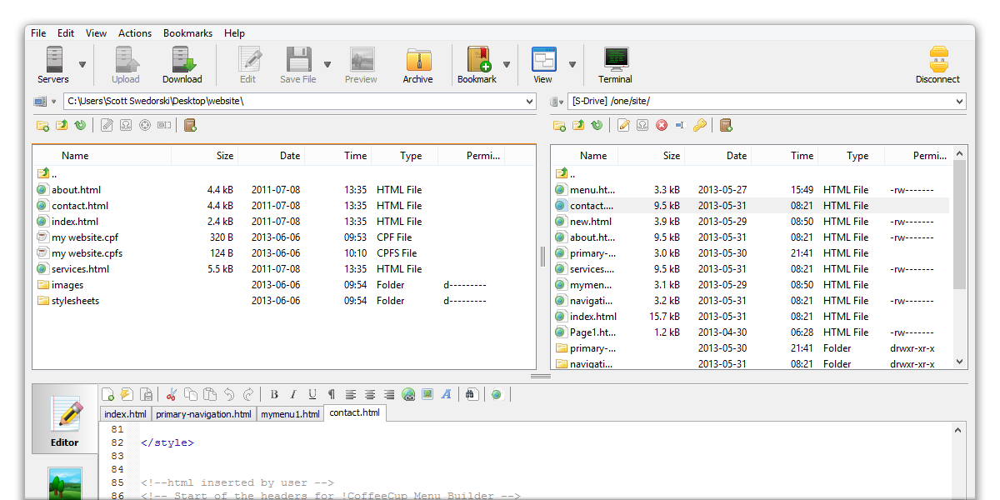 File Edit View Actions Bookmarks Help
Servers Upload Download Edit Save File Preview Archive Bookmark View Terminal Disconnect
C:\Users\Scott Swedorski\Desktop\website\
[S-Drive] /one/site/
Name Size Date Time Type Permi...
..
about.html 4.4 kB 2011-07-08 13:35 HTML File
contact.html 4.4 kB 2011-07-08 13:35 HTML File
index.html 2.4 kB 2011-07-08 13:35 HTML File
my website.cpf 320 B 2013-06-06 09:53 CPF File
my website.cpfs 124 B 2013-06-06 10:10 CPFS File
services.html 5.5 kB 2011-07-08 13:35 HTML File
images 2013-06-06 09:54 Folder d---------
stylesheets 2013-06-06 09:54 Folder d---------
Name Size Date Time Type Permi...
..
menu.ht... 3.3 kB 2013-05-27 15:49 HTML File -rw-------
contact.... 9.5 kB 2013-05-31 08:21 HTML File
new.html 3.9 kB 2013-05-29 08:50 HTML File -rw-------
about.ht... 9.5 kB 2013-05-31 08:21 HTML File -rw-------
primary-... 3.0 kB 2013-05-30 21:41 HTML File
services.... 9.5 kB 2013-05-31 08:21 HTML File -rw-------
mymen... 3.1 kB 2013-05-29 08:50 HTML File
navigati... 3.2 kB 2013-05-31 08:21 HTML File -rw-------
index.html 15.7 kB 2013-05-31 08:21 HTML File
Page1.ht... 1.2 kB 2013-04-30 06:28 HTML File -rw-------
primary-... 2013-05-30 21:41 Folder drwxr-xr-x
navigati... 2013-05-31 08:21 Folder drwxr-xr-x
B I U ¶ A
index.html primary-navigation.html mymenu1.html contact.html
Editor
81
82 </style>
83
84
85 <!--html inserted by user -->
86 <!-- Start of the headers for !CoffeeCup Menu Builder -->